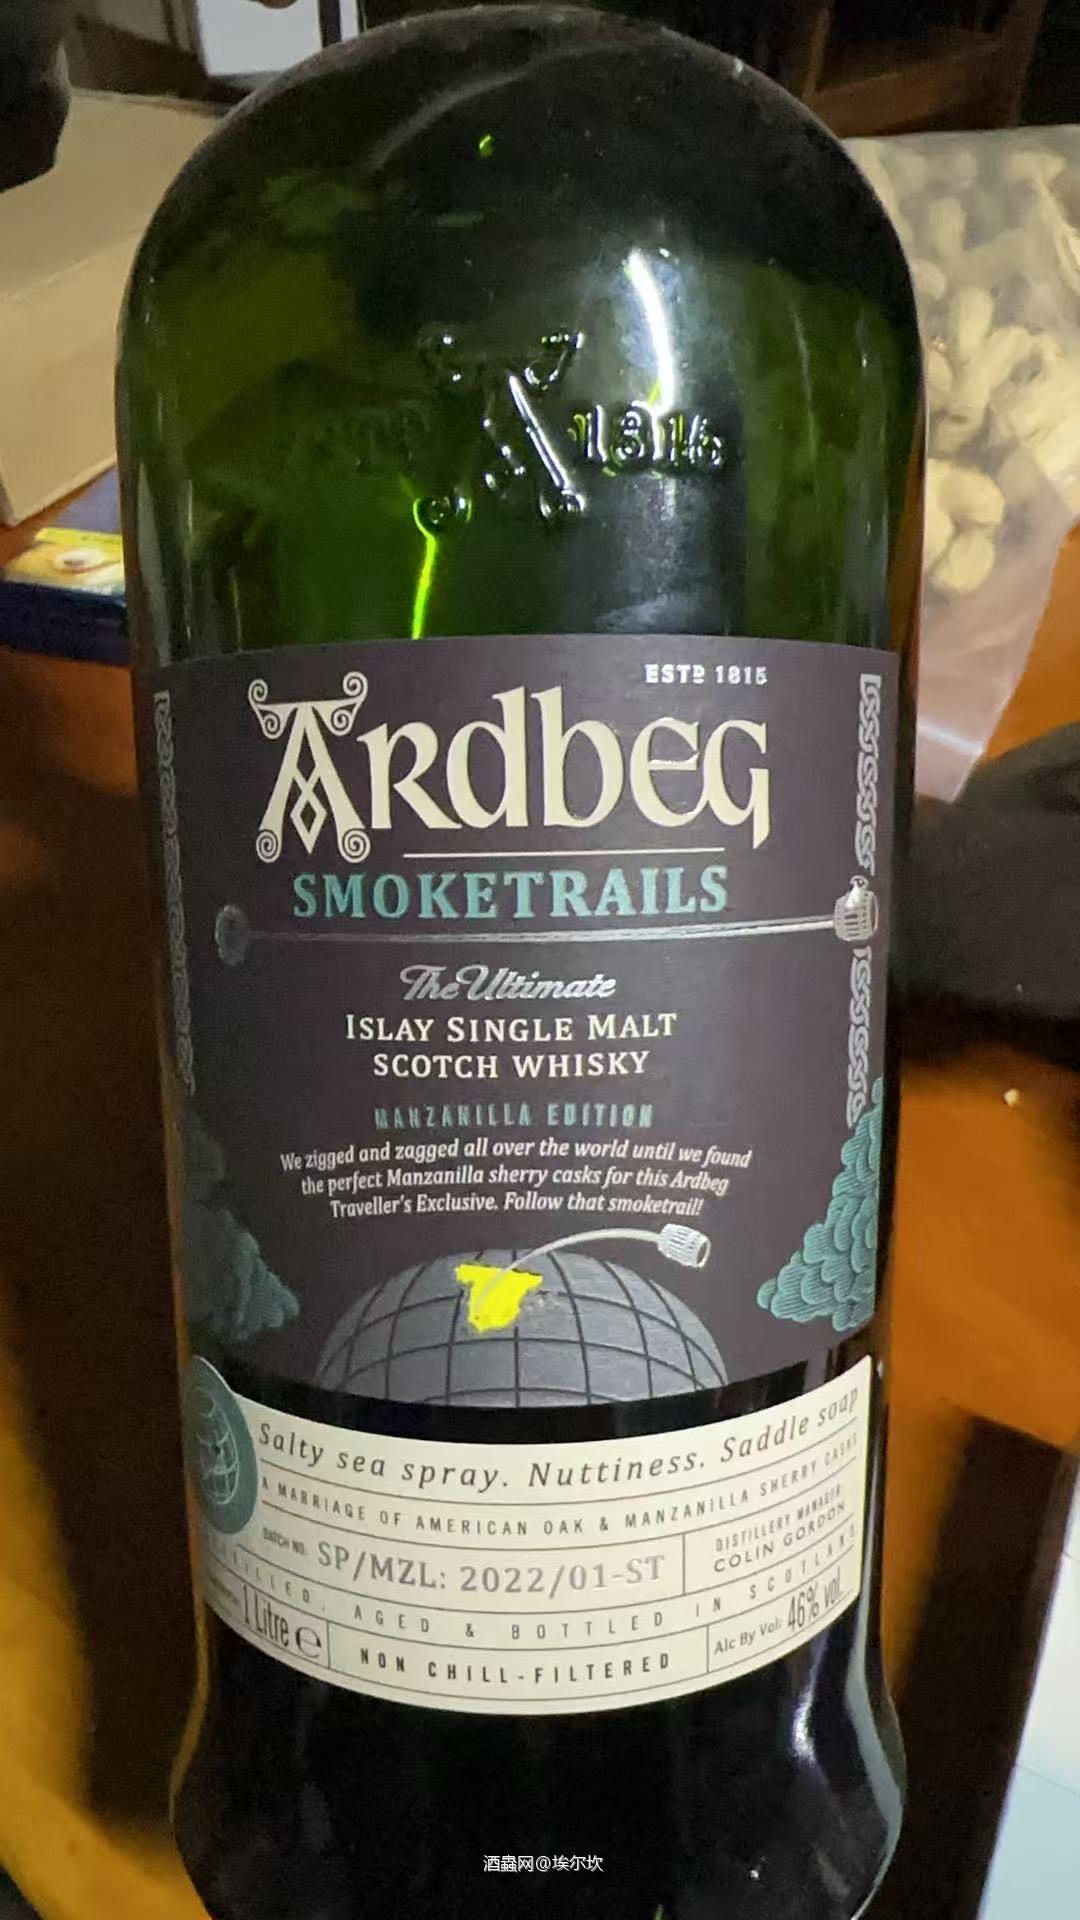 1815
ESTD 1815
ARDBEG
SMOKETRAILS
The Ultimate
ISLAY SINGLE MALT
SCOTCH WHISKY
MANZANILLA EDITION
We zigged and zagged all over the world until we found
the perfect Manzanilla sherry casks for this Ardbeg
Traveller's Exclusive. Follow that smoketrail!
Salty sea spray. Nuttiness. Saddle soap
A MARRIAGE OF AMERICAN OAK & MANZANILLA SHERRY CASKS
BATCH NO. SP/MZL: 2022/01-ST
DISTILLERY MANAGER:
COLIN GORDON
DISTILLED, AGED & BOTTLED IN SCOTLAND
1 Litre ℮
NON CHILL-FILTERED
Alc By Vol: 46% vol.
酒蟲网@埃尔坎